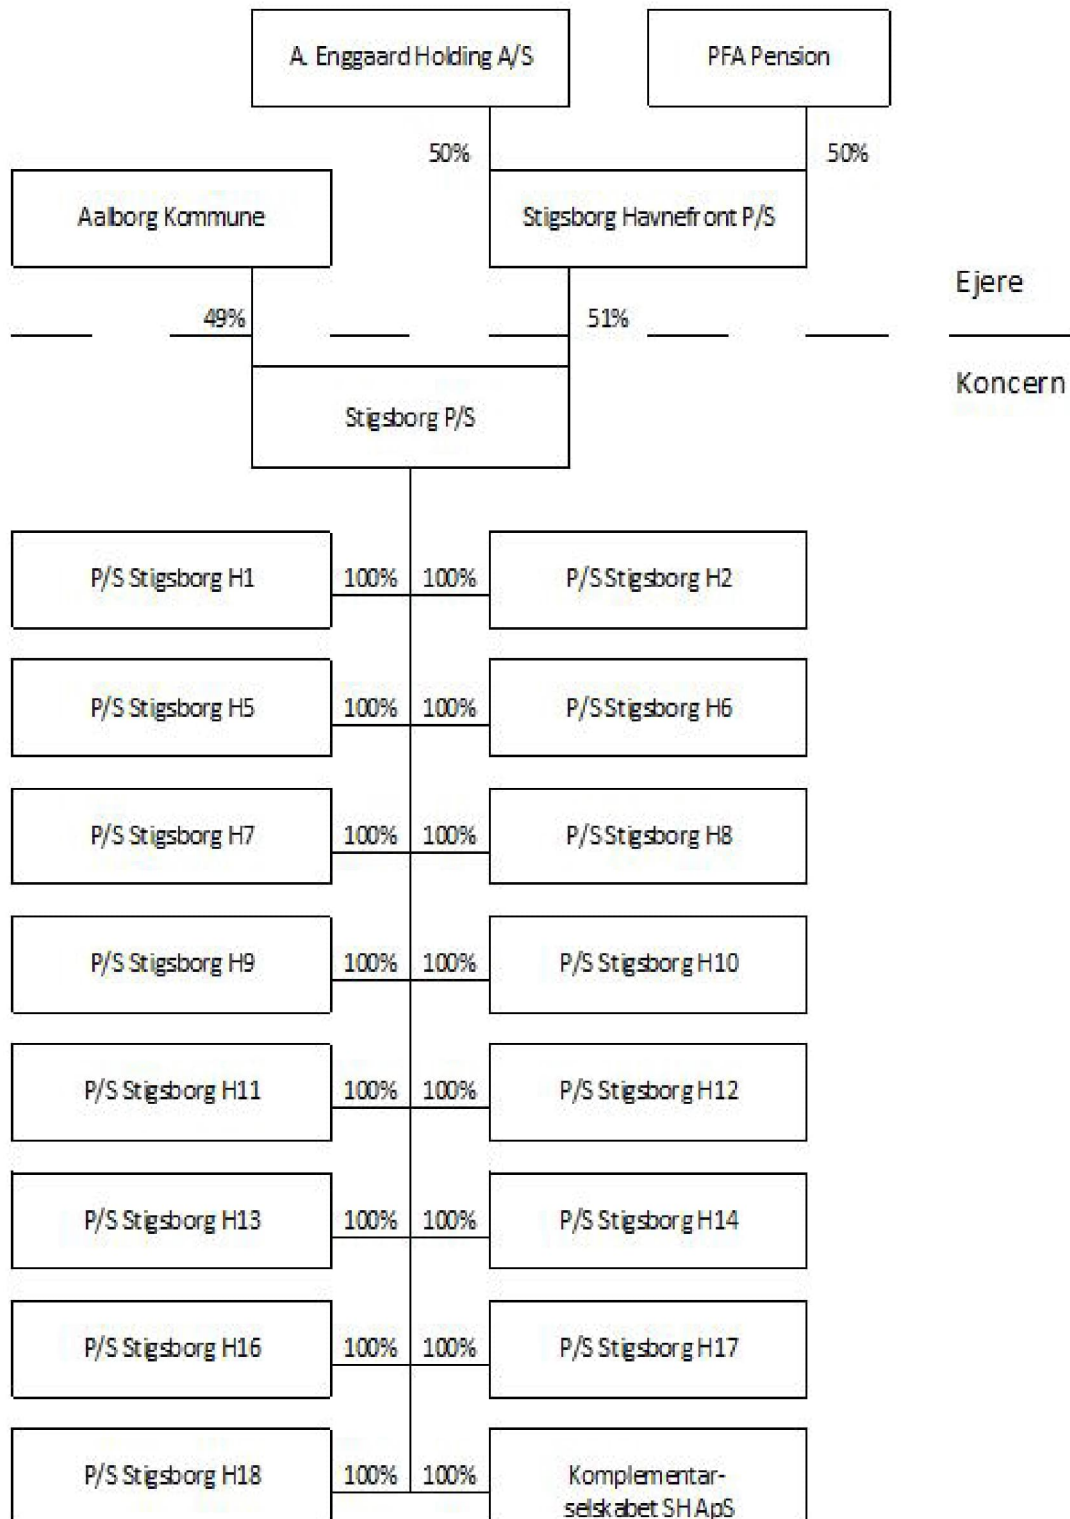 A. Enggaard Holding A/S
PFA Pension
50%
50%
Aalborg Kommune
Stigsborg Havnefront P/S
Ejere
49%
51%
Koncern
Stigsborg P/S
P/S Stigsborg H1
100%
100%
P/S Stigsborg H2
P/S Stigsborg H5
100%
100%
P/S Stigsborg H6
P/S Stigsborg H7
100%
100%
P/S Stigsborg H8
P/S Stigsborg H9
100%
100%
P/S Stigsborg H10
P/S Stigsborg H11
100%
100%
P/S Stigsborg H12
P/S Stigsborg H13
100%
100%
P/S Stigsborg H14
P/S Stigsborg H16
100%
100%
P/S Stigsborg H17
P/S Stigsborg H18
100%
100%
Komplementar-
selskabet SH ApS